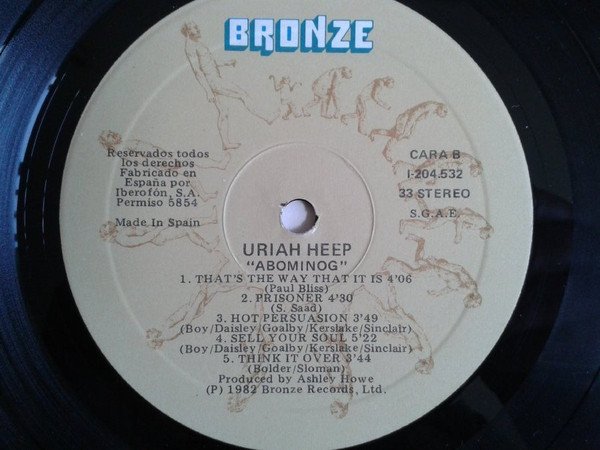 BRONZE
Reservados todos
los derechos
Fabricado en
España por
Iberofón, S.A.
Permiso 5854
Made In Spain
CARA B
I-204.532
33 STEREO
S.G.A.E.
URIAH HEEP
"ABOMINOG"
1. THAT'S THE WAY THAT IT IS 4'06
(Paul Bliss)
2. PRISONER 4'30
(S. Saad)
3. HOT PERSUASION 3'49
(Boy/Daisley/Goalby/Kerslake/Sinclair)
4. SELL YOUR SOUL 5'22
(Boy/Daisley/Goalby/Kerslake/Sinclair)
5. THINK IT OVER 3'44
(Bolder/Sloman)
Produced by Ashley Howe
(P) 1982 Bronze Records, Ltd.